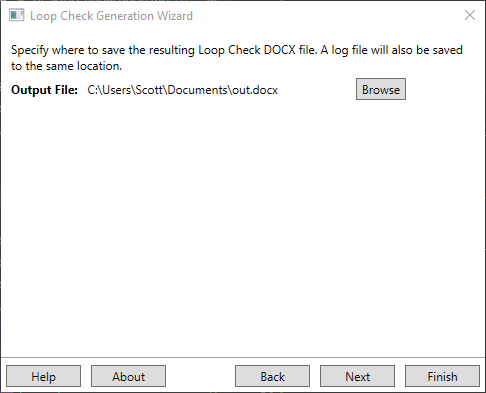 Loop Check Generation Wizard
Specify where to save the resulting Loop Check DOCX file. A log file will also be saved
to the same location.
Output File: C:\Users\Scott\Documents\out.docx Browse
Help About Back Next Finish